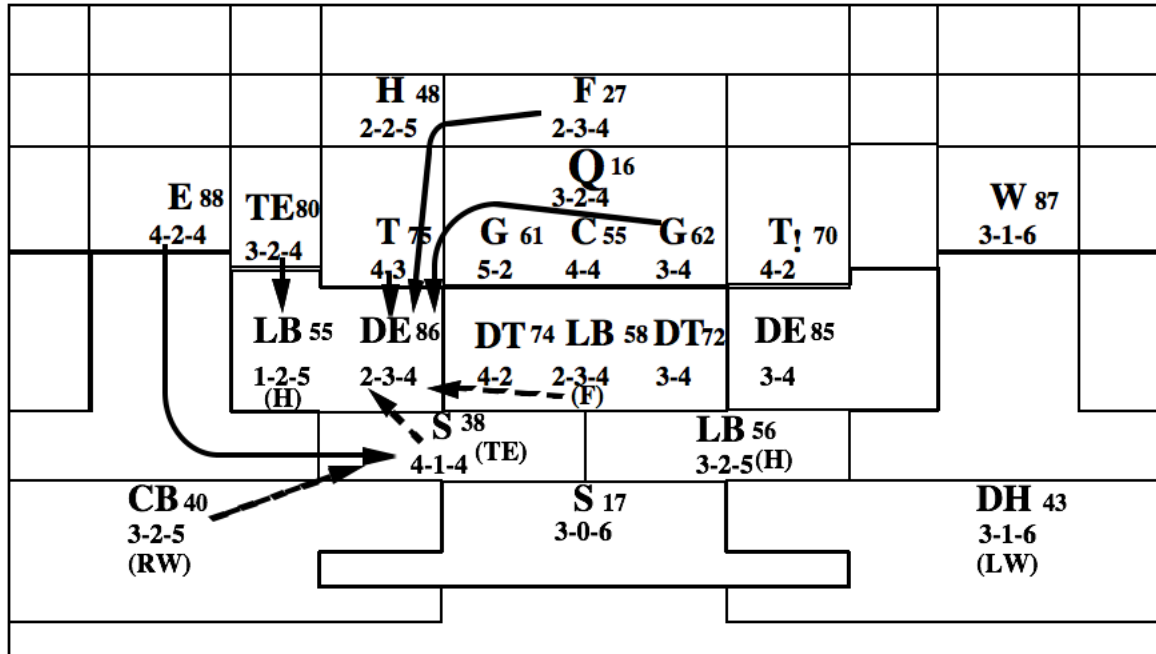 H 48 F 27
2-2-5 2-3-4
Q 16
E 88 TE 80 3-2-4 W 87
4-2-4 3-2-4 T 75 G 61 C 55 G 62 T! 70 3-1-6
4-3 5-2 4-4 3-4 4-2
LB 55 DE 86 DT 74 LB 58 DT 72 DE 85
1-2-5 2-3-4 4-2 2-3-4 3-4 3-4
(H) (F)
S 38 (TE) LB 56
4-1-4 3-2-5 (H)
CB 40 S 17 DH 43
3-2-5 3-0-6 3-1-6
(RW) (LW)